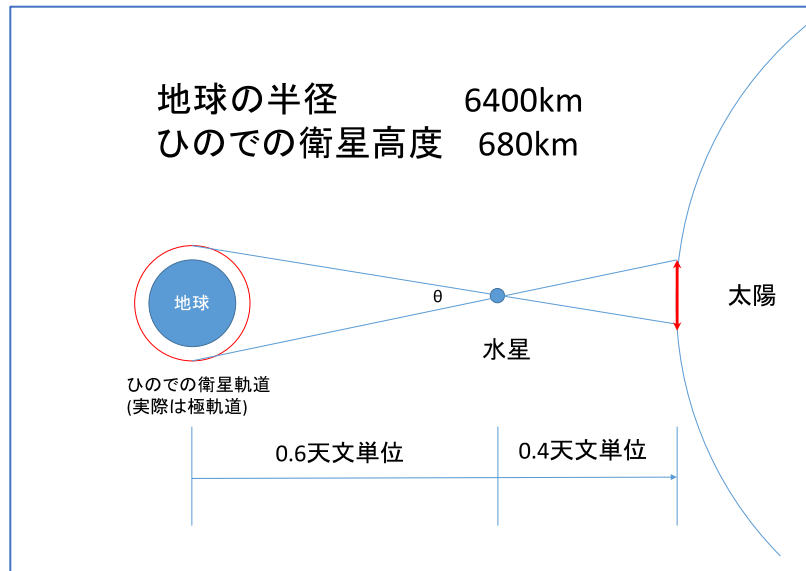 地球の半径 6400km
ひのでの衛星高度 680km
地球
θ
太陽
水星
ひのでの衛星軌道
(実際は極軌道)
0.6天文単位
0.4天文単位